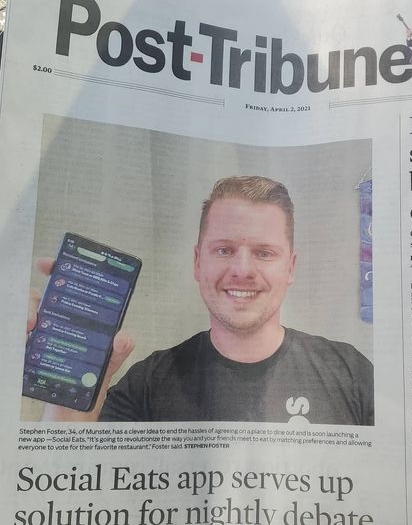 Post-Tribune
$2.00
FRIDAY, APRIL 2, 2021
Stephen Foster, 34, of Munster, has a clever idea to end the hassles of agreeing on a place to dine out and is soon launching a
new app —Social Eats. "It's going to revolutionize the way you and your friends meet to eat by matching preferences and allowing
everyone to vote for their favorite restaurant," Foster said. STEPHEN FOSTER
Social Eats app serves up
solution for nightly debate